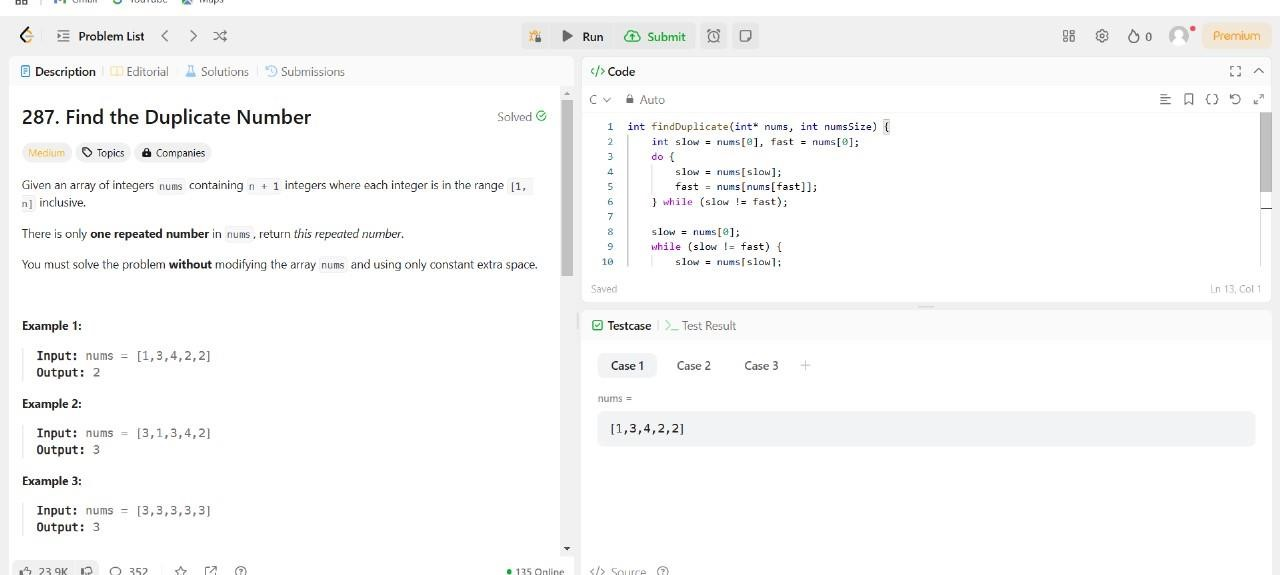 Gmail YouTube Maps
Problem List
Run
Submit
0
Premium
Description
Editorial
Solutions
Submissions
287. Find the Duplicate Number
Solved
Medium
Topics
Companies
Given an array of integers nums containing n + 1 integers where each integer is in the range [1,
n] inclusive.
There is only one repeated number in nums, return this repeated number.
You must solve the problem without modifying the array nums and using only constant extra space.
Example 1:
Input: nums = [1,3,4,2,2]
Output: 2
Example 2:
Input: nums = [3,1,3,4,2]
Output: 3
Example 3:
Input: nums = [3,3,3,3,3]
Output: 3
23.9K
352
135 Online
</> Code
C
Auto
1 int findDuplicate(int* nums, int numsSize) {
2 int slow = nums[0], fast = nums[0];
3 do {
4 slow = nums[slow];
5 fast = nums[nums[fast]];
6 } while (slow != fast);
7
8 slow = nums[0];
9 while (slow != fast) {
10 slow = nums[slow];
Saved
Ln 13, Col 1
Testcase
>_ Test Result
Case 1
Case 2
Case 3
+
nums =
[1,3,4,2,2]
</> Source